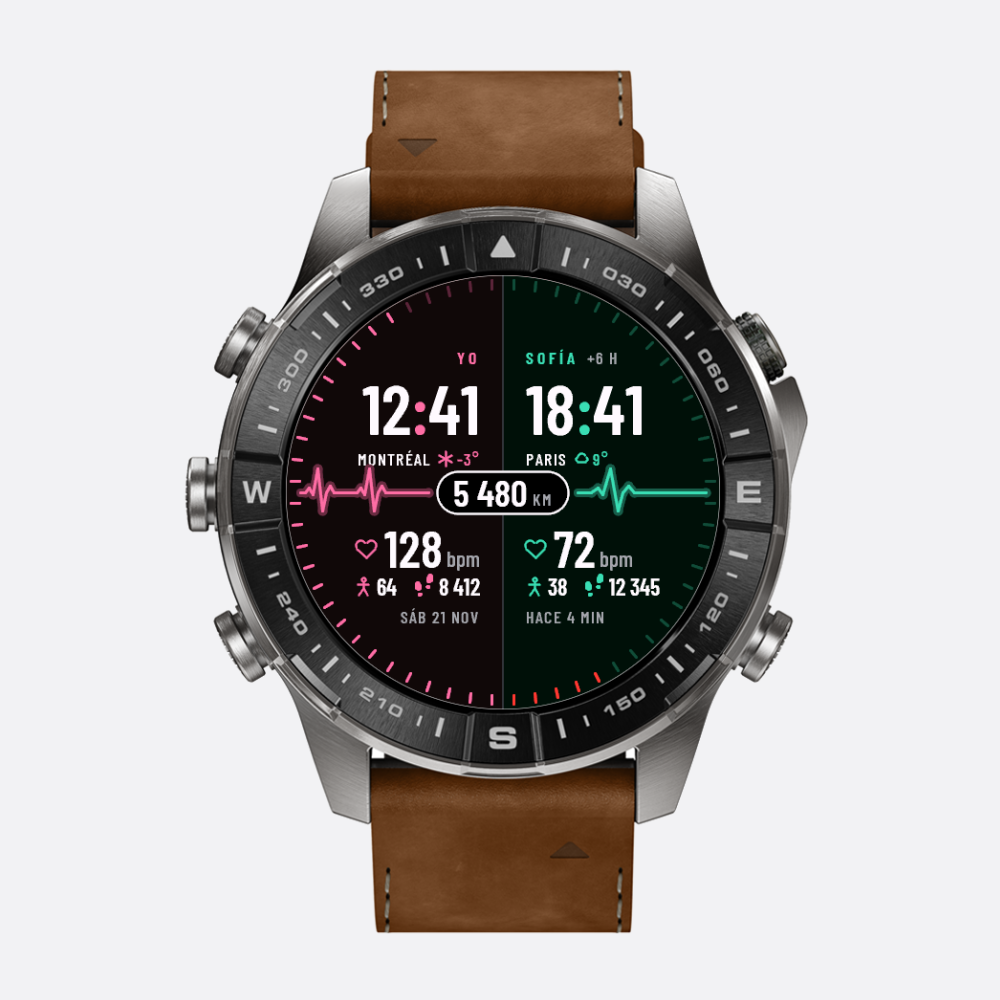 330
030
300
060
W
E
240
120
210
150
S
YO
12:41
MONTRÉAL -3°
SOFÍA +6 H
18:41
PARIS 9°
5 480 KM
128 bpm
64 8 412
SÁB 21 NOV
72 bpm
38 12 345
HACE 4 MIN